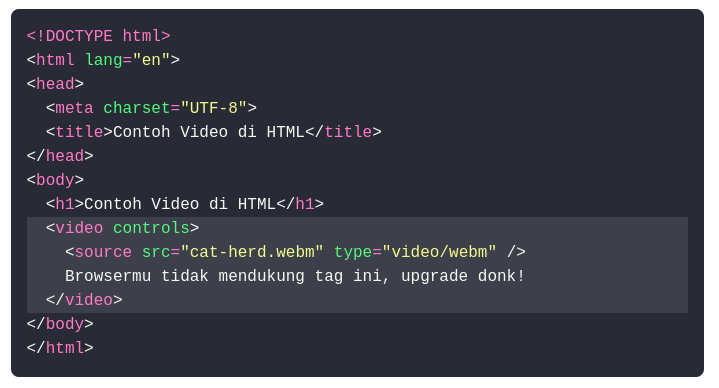 <!DOCTYPE html>
<html lang="en">
<head>
  <meta charset="UTF-8">
  <title>Contoh Video di HTML</title>
</head>
<body>
  <h1>Contoh Video di HTML</h1>
  <video controls>
    <source src="cat-herd.webm" type="video/webm" />
    Browsermu tidak mendukung tag ini, upgrade donk!
  </video>
</body>
</html>